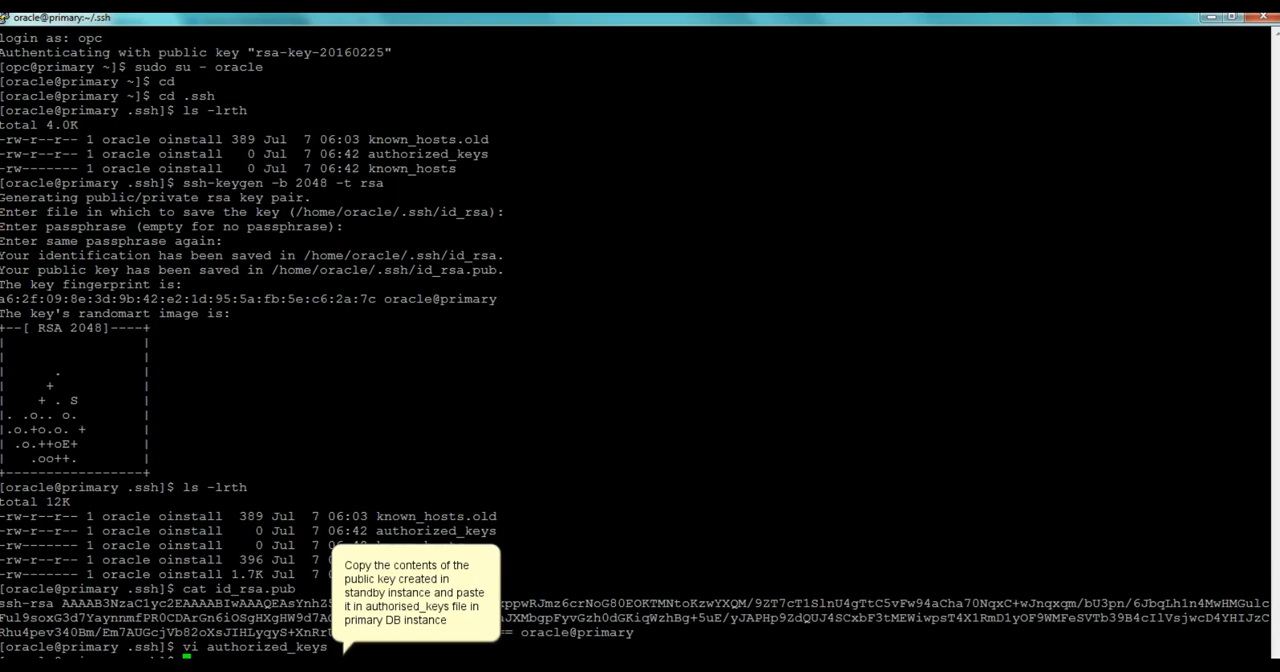 oracle@primary:~/.ssh
login as: opc
Authenticating with public key "rsa-key-20160225"
[opc@primary ~]$ sudo su - oracle
[oracle@primary ~]$ cd
[oracle@primary ~]$ cd .ssh
[oracle@primary .ssh]$ ls -lrth
total 4.0K
-rw-r--r-- 1 oracle oinstall 389 Jul  7 06:03 known_hosts.old
-rw-r--r-- 1 oracle oinstall   0 Jul  7 06:42 authorized_keys
-rw------- 1 oracle oinstall   0 Jul  7 06:42 known_hosts
[oracle@primary .ssh]$ ssh-keygen -b 2048 -t rsa
Generating public/private rsa key pair.
Enter file in which to save the key (/home/oracle/.ssh/id_rsa):
Enter passphrase (empty for no passphrase):
Enter same passphrase again:
Your identification has been saved in /home/oracle/.ssh/id_rsa.
Your public key has been saved in /home/oracle/.ssh/id_rsa.pub.
The key fingerprint is:
a6:2f:09:8e:3d:9b:42:e2:1d:95:5a:fb:5e:c6:2a:7c oracle@primary
The key's randomart image is:
+--[ RSA 2048]----+
|                 |
|                 |
|      .          |
|     +           |
|    + . S        |
|. .o.. o.        |
|.o.+o.o. +       |
| .o.++oE+        |
|  .oo++.         |
+-----------------+
[oracle@primary .ssh]$ ls -lrth
total 12K
-rw-r--r-- 1 oracle oinstall  389 Jul  7 06:03 known_hosts.old
-rw-r--r-- 1 oracle oinstall    0 Jul  7 06:42 authorized_keys
-rw------- 1 oracle oinstall    0 Jul  7
-rw-r--r-- 1 oracle oinstall  396 Jul  7
-rw------- 1 oracle oinstall 1.7K Jul  7
[oracle@primary .ssh]$ cat id_rsa.pub
ssh-rsa
oracle@primary
[oracle@primary .ssh]$ vi authorized_keys
Copy the contents of the
public key created in
standby instance and paste
it in authorised_keys file in
primary DB instance